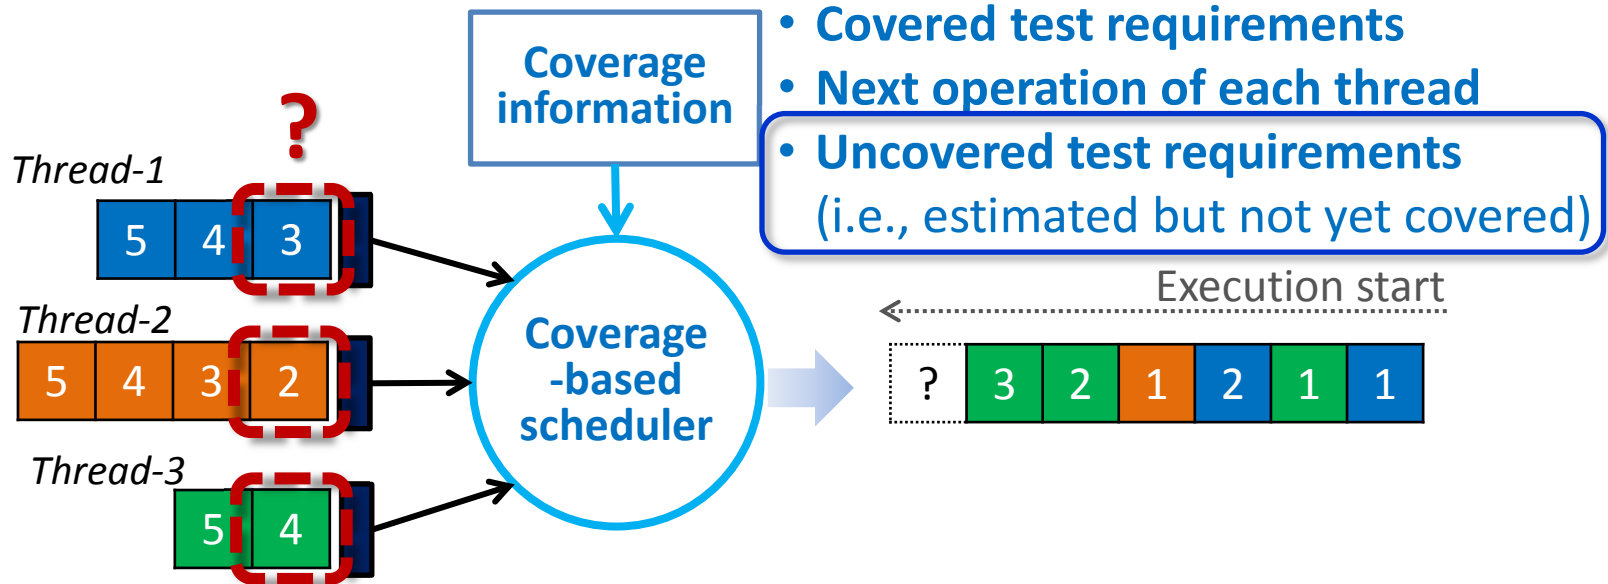 Coverage
information
• Covered test requirements
• Next operation of each thread
• Uncovered test requirements
(i.e., estimated but not yet covered)
?
Thread-1
5 4 3
Thread-2
5 4 3 2
Thread-3
5 4
Coverage
-based
scheduler
Execution start
? 3 2 1 2 1 1